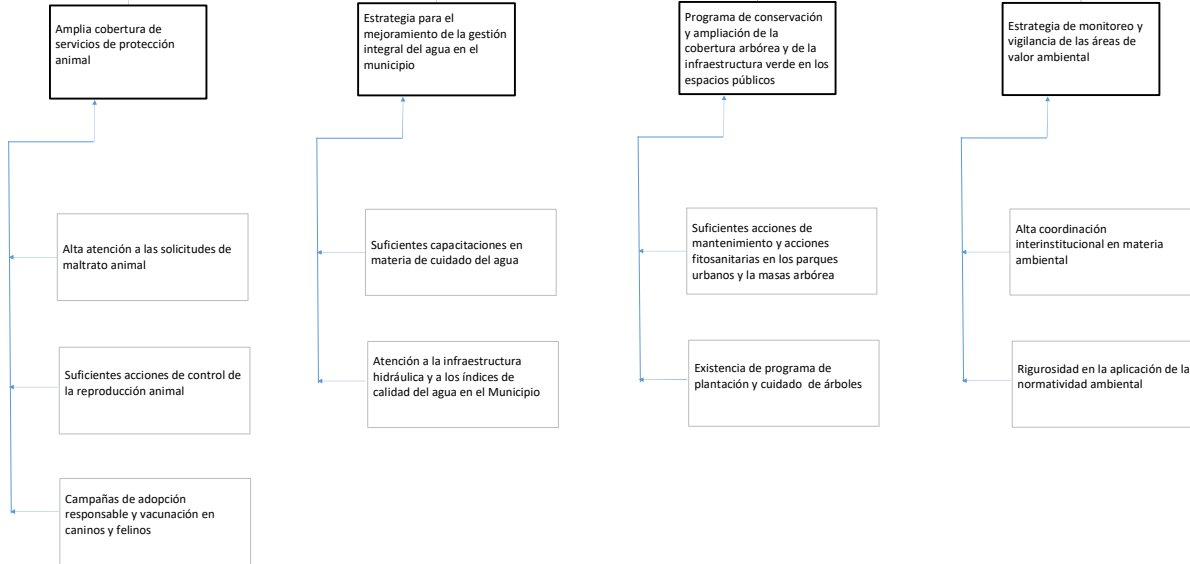 Amplia cobertura de
servicios de protección
animal
Estrategia para el
mejoramiento de la gestión
integral del agua en el
municipio
Programa de conservación
y ampliación de la
cobertura arbórea y de la
infraestructura verde en los
espacios públicos
Estrategia de monitoreo y
vigilancia de las áreas de
valor ambiental
Alta atención a las solicitudes de
maltrato animal
Suficientes capacitaciones en
materia de cuidado del agua
Suficientes acciones de
mantenimiento y acciones
fitosanitarias en los parques
urbanos y la masas arbórea
Alta coordinación
interinstitucional en materia
ambiental
Suficientes acciones de control de
la reproducción animal
Atención a la infraestructura
hidráulica y a los índices de
calidad del agua en el Municipio
Existencia de programa de
plantación y cuidado de árboles
Rigurosidad en la aplicación de la
normatividad ambiental
Campañas de adopción
responsable y vacunación en
caninos y felinos